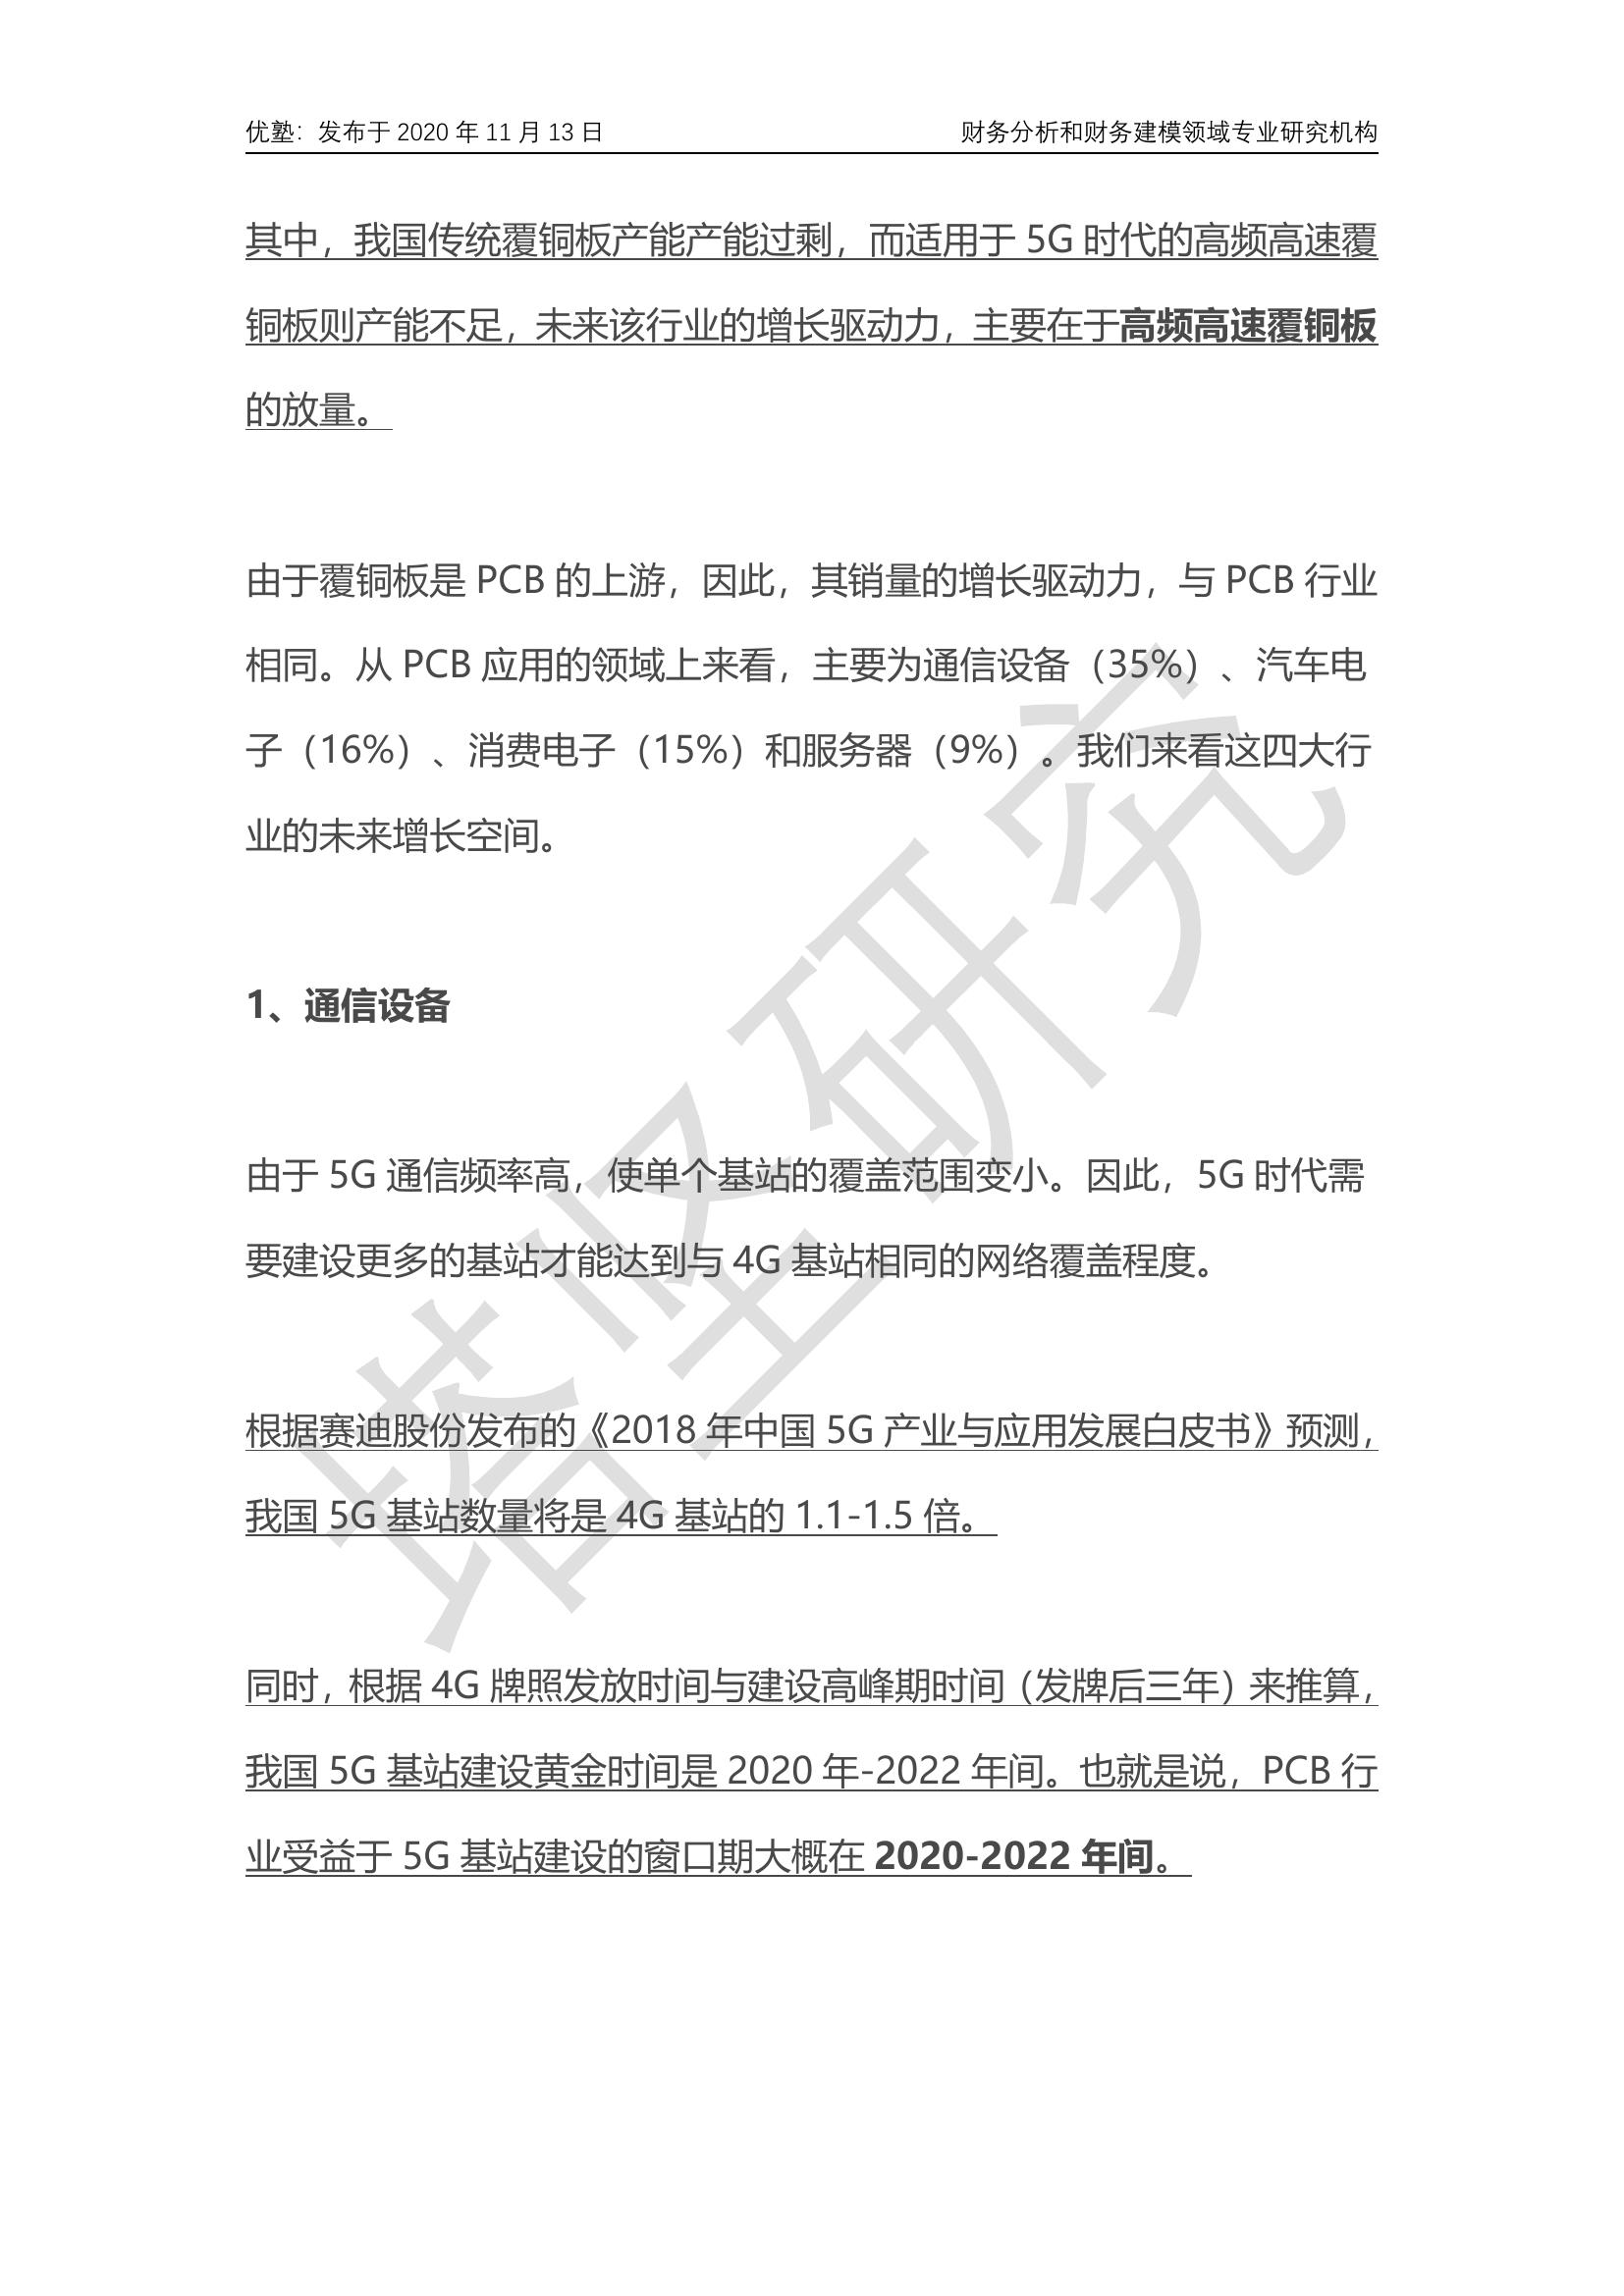 优塾：发布于 2020 年 11 月 13 日 财务分析和财务建模领域专业研究机构
其中，我国传统覆铜板产能产能过剩，而适用于 5G 时代的高频高速覆
铜板则产能不足，未来该行业的增长驱动力，主要在于高频高速覆铜板
的放量。
由于覆铜板是 PCB 的上游，因此，其销量的增长驱动力，与 PCB 行业
相同。从 PCB 应用的领域上来看，主要为通信设备（35%）、汽车电
子（16%）、消费电子（15%）和服务器（9%）。我们来看这四大行
业的未来增长空间。
1、通信设备
由于 5G 通信频率高，使单个基站的覆盖范围变小。因此，5G 时代需
要建设更多的基站才能达到与 4G 基站相同的网络覆盖程度。
根据赛迪股份发布的《2018 年中国 5G 产业与应用发展白皮书》预测，
我国 5G 基站数量将是 4G 基站的 1.1-1.5 倍。
同时，根据 4G 牌照发放时间与建设高峰期时间（发牌后三年）来推算，
我国 5G 基站建设黄金时间是 2020 年-2022 年间。也就是说，PCB 行
业受益于 5G 基站建设的窗口期大概在 2020-2022 年间。
塔坚研究